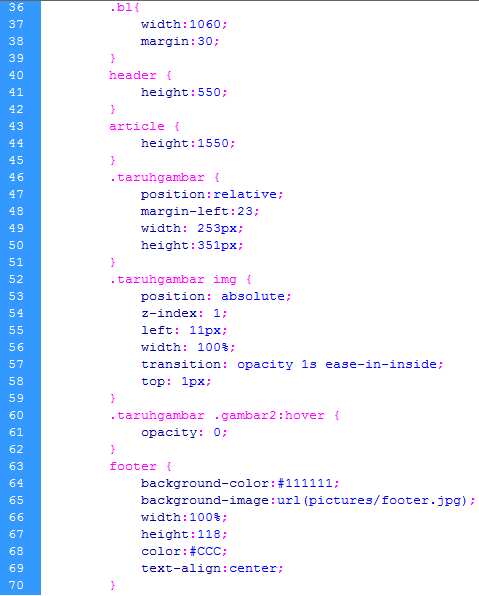 36 .bl{
37 width:1060;
38 margin:30;
39 }
40 header {
41 height:550;
42 }
43 article {
44 height:1550;
45 }
46 .taruhgambar {
47 position:relative;
48 margin-left:23;
49 width: 253px;
50 height:351px;
51 }
52 .taruhgambar img {
53 position: absolute;
54 z-index: 1;
55 left: 11px;
56 width: 100%;
57 transition: opacity 1s ease-in-inside;
58 top: 1px;
59 }
60 .taruhgambar .gambar2:hover {
61 opacity: 0;
62 }
63 footer {
64 background-color:#111111;
65 background-image:url(pictures/footer.jpg);
66 width:100%;
67 height:118;
68 color:#CCC;
69 text-align:center;
70 }